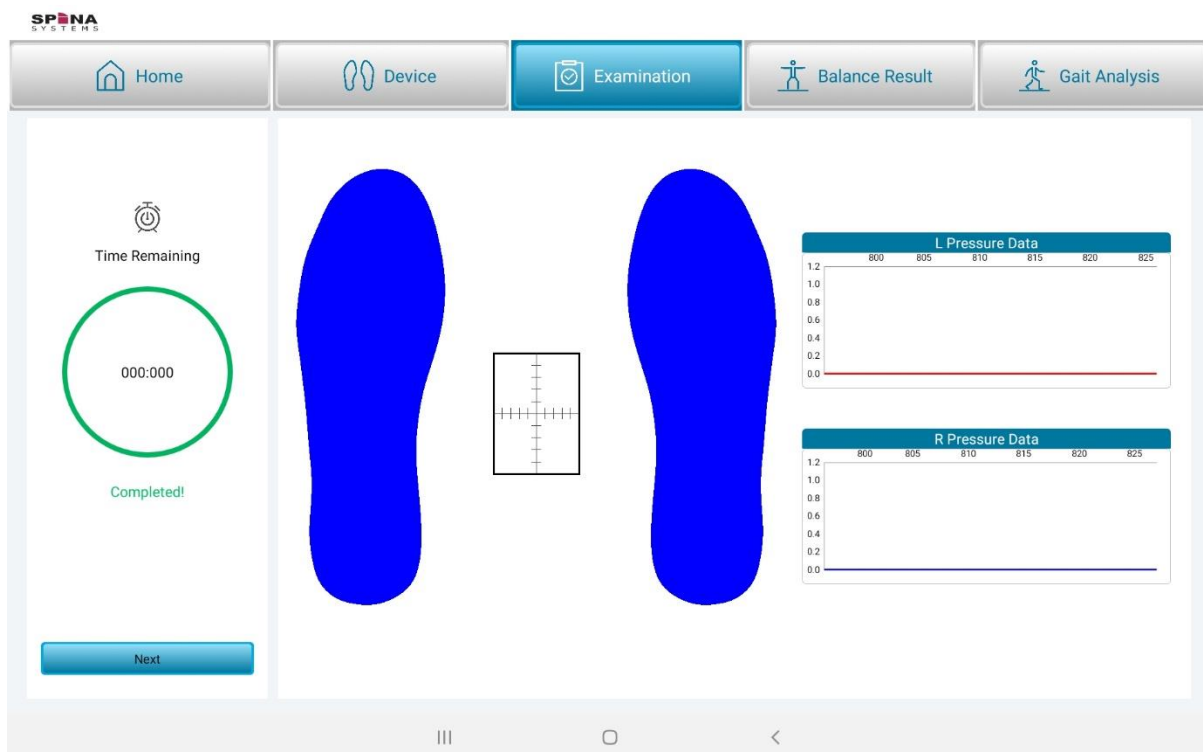 SPINA
SYSTEMS
Home
Device
Examination
Balance Result
Gait Analysis
Time Remaining
000:000
Completed!
Next
L Pressure Data
800 805 810 815 820 825
1.2
1.0
0.8
0.6
0.4
0.2
0.0
R Pressure Data
800 805 810 815 820 825
1.2
1.0
0.8
0.6
0.4
0.2
0.0